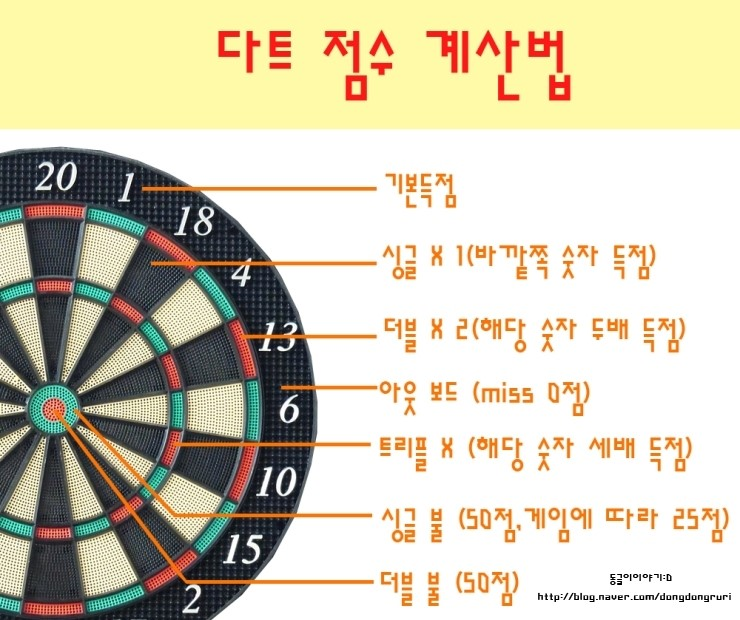 다트 점수 계산법
20
1
기본득점
18
싱글 X 1(바깥쪽 숫자 득점)
4
더블 X 2(해당 숫자 두배 득점)
13
아웃 보드 (miss 0점)
6
트리플 X (해당 숫자 세배 득점)
10
싱글 불 (50점,게임에 따라 25점)
15
더블 불 (50점)
2
동글이이야기:D
http://blog.naver.com/dongdongruri